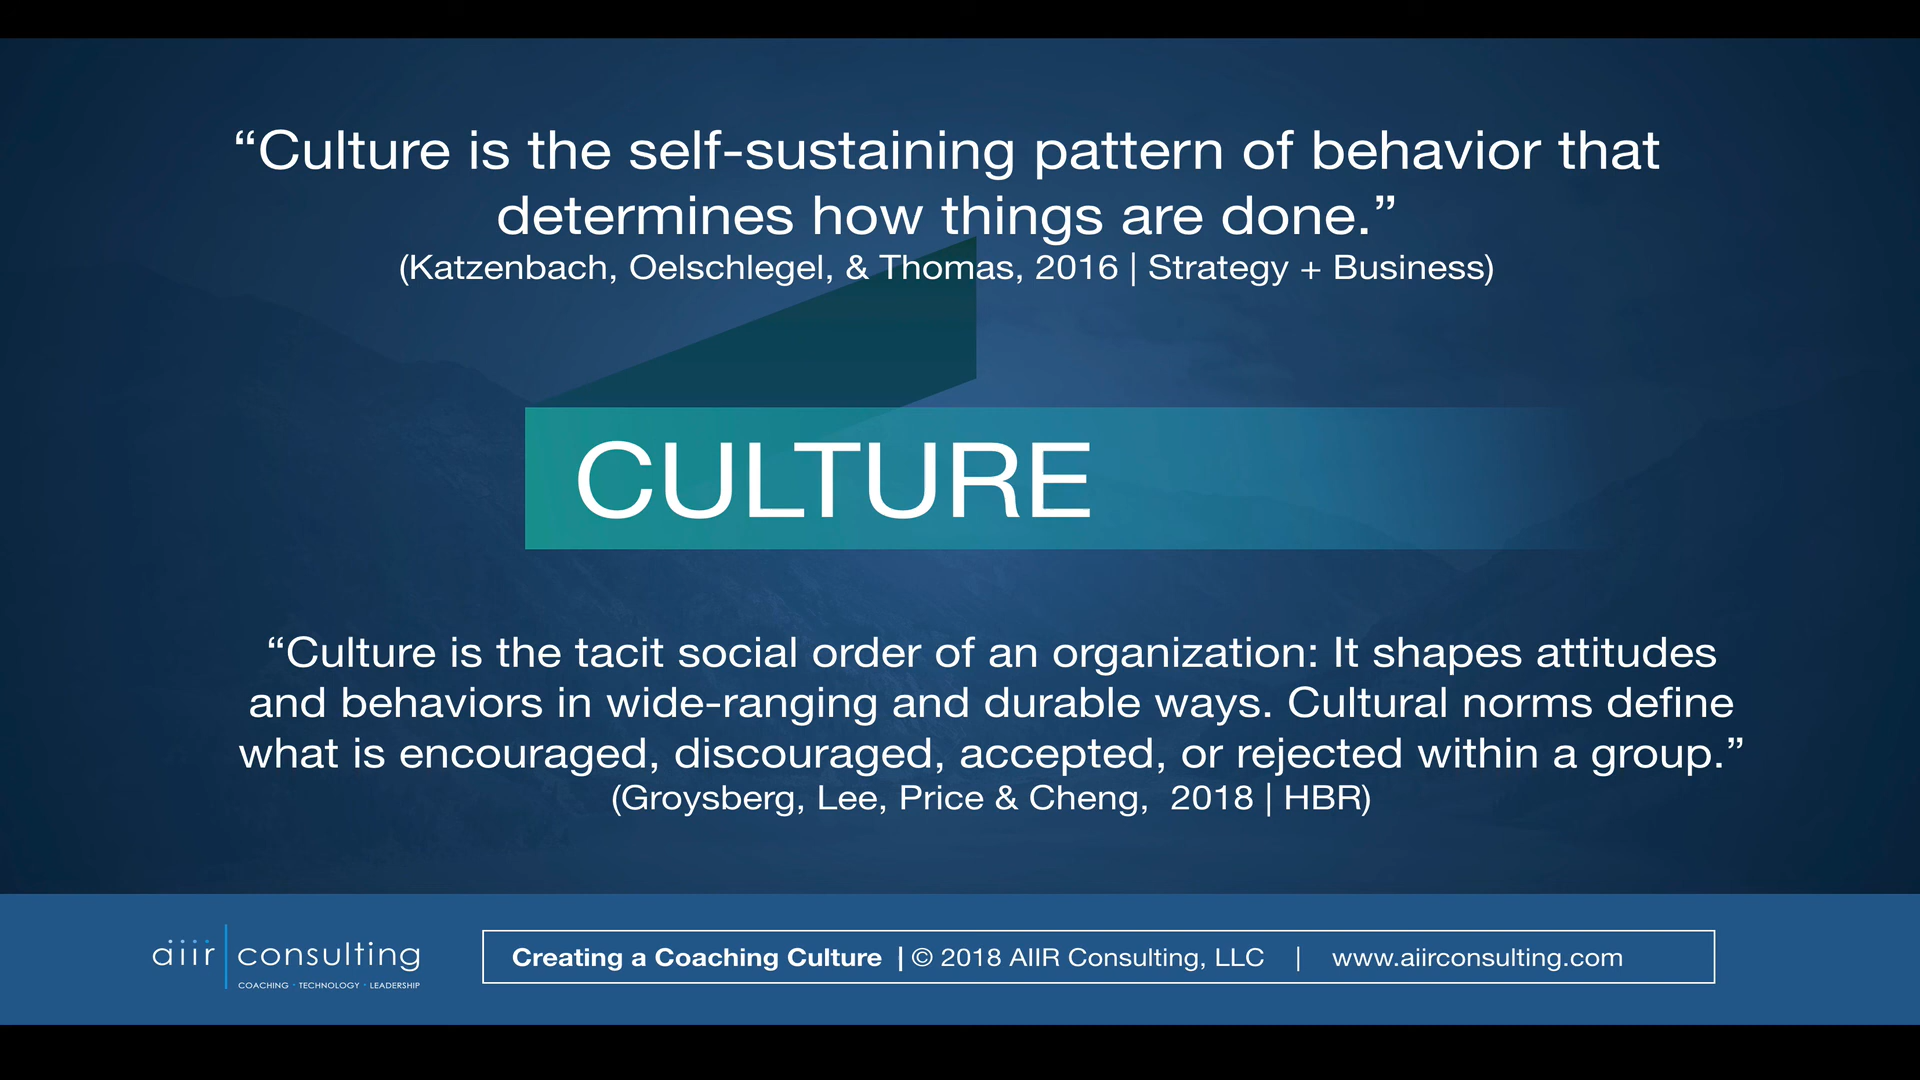 “Culture is the self-sustaining pattern of behavior that
determines how things are done.”
(Katzenbach, Oelschlegel, & Thomas, 2016 | Strategy + Business)
CULTURE
“Culture is the tacit social order of an organization: It shapes attitudes
and behaviors in wide-ranging and durable ways. Cultural norms define
what is encouraged, discouraged, accepted, or rejected within a group.”
(Groysberg, Lee, Price & Cheng,  2018 | HBR)
aiir | consulting
COACHING · TECHNOLOGY · LEADERSHIP
Creating a Coaching Culture | © 2018 AIIR Consulting, LLC | www.aiirconsulting.com